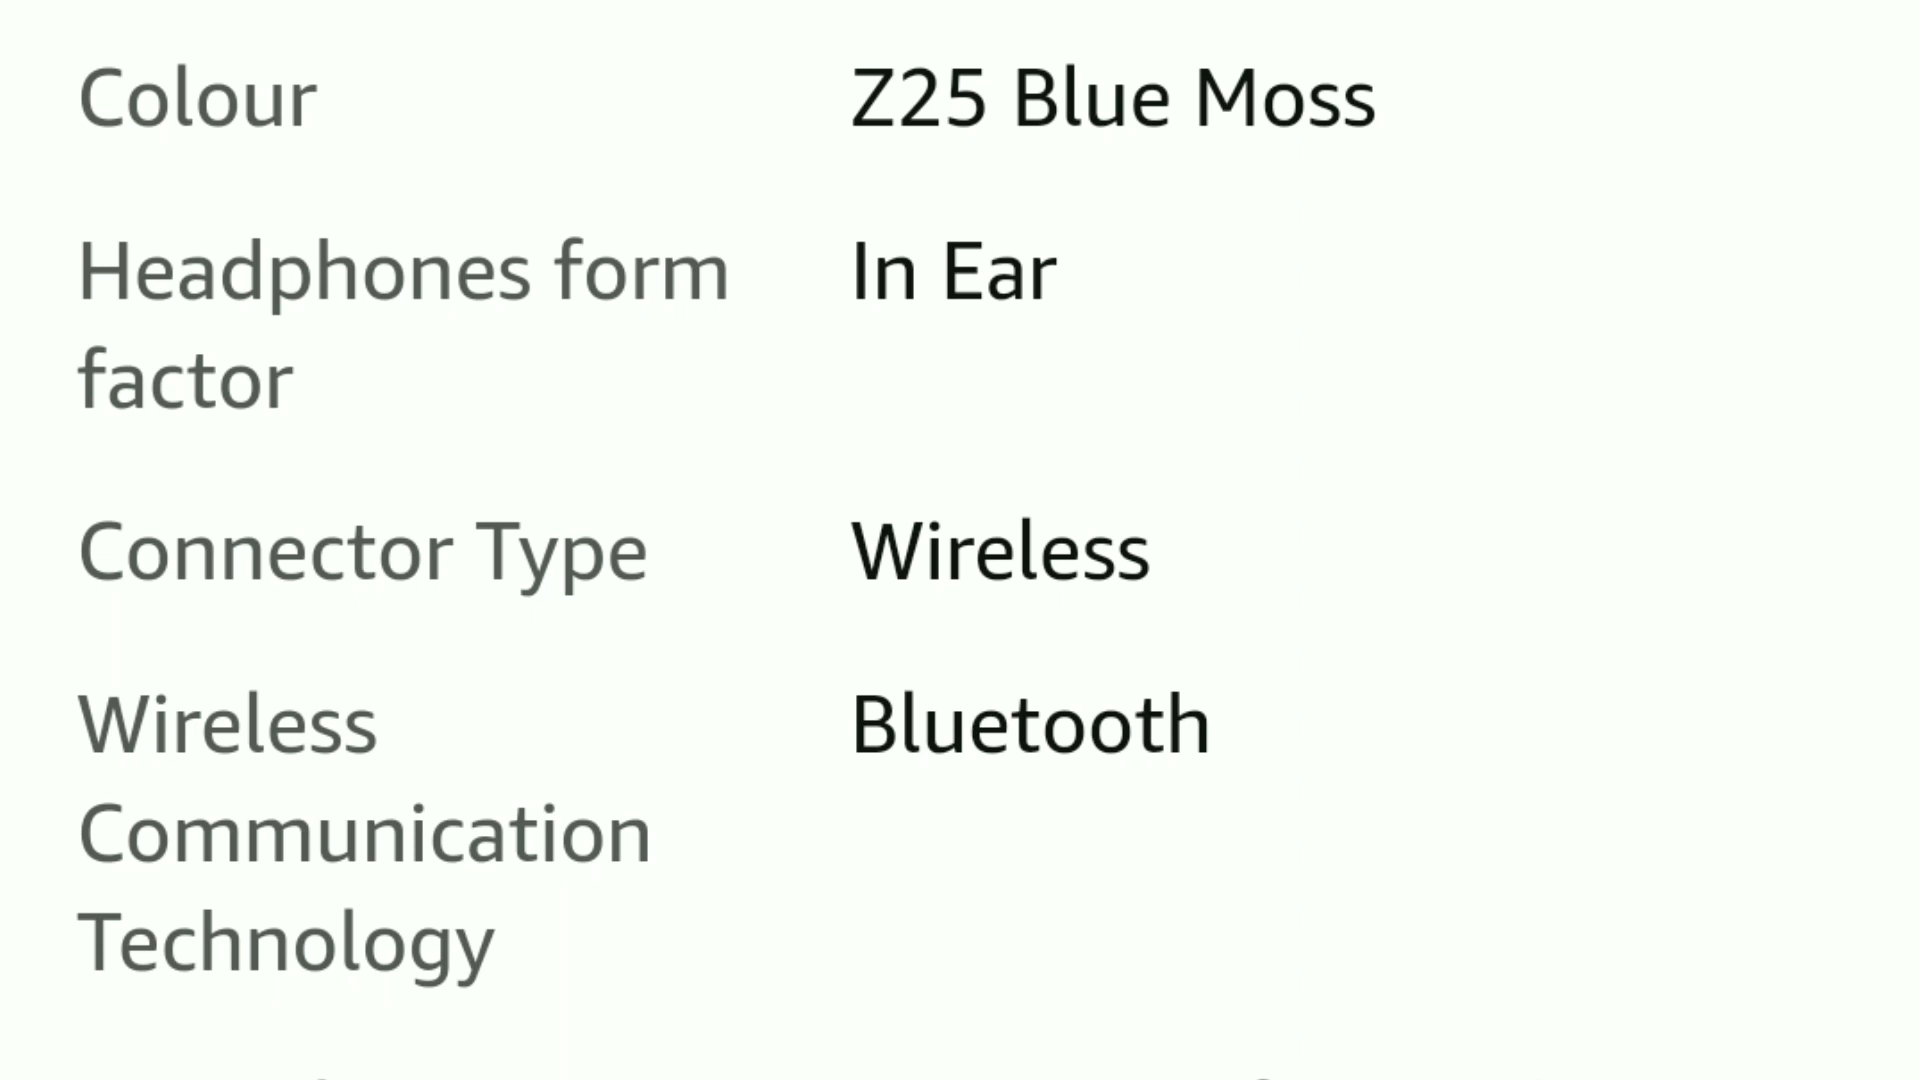 Colour Z25 Blue Moss
Headphones form In Ear
factor
Connector Type Wireless
Wireless Bluetooth
Communication
Technology